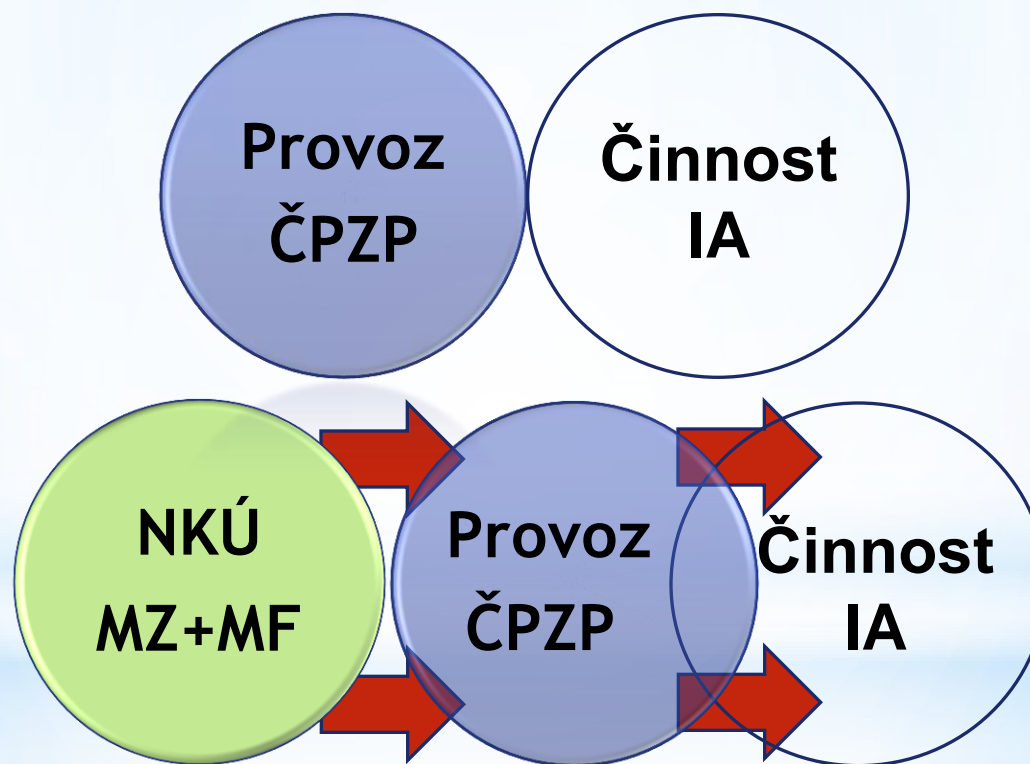 Provoz
ČPZP
Činnost
IA
NKÚ
MZ+MF
Provoz
ČPZP
Činnost
IA